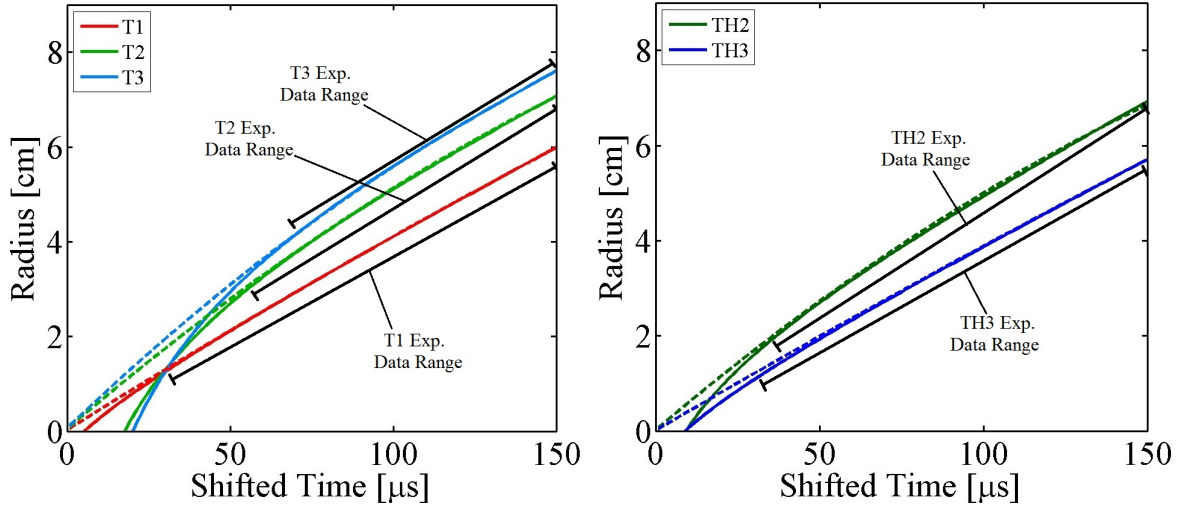 T1
T2
T3
8
6
4
2
0
Radius [cm]
T3 Exp.
Data Range
T2 Exp.
Data Range
T1 Exp.
Data Range
0
50
100
150
Shifted Time [μs]
TH2
TH3
8
6
4
2
0
Radius [cm]
TH2 Exp.
Data Range
TH3 Exp.
Data Range
0
50
100
150
Shifted Time [μs]